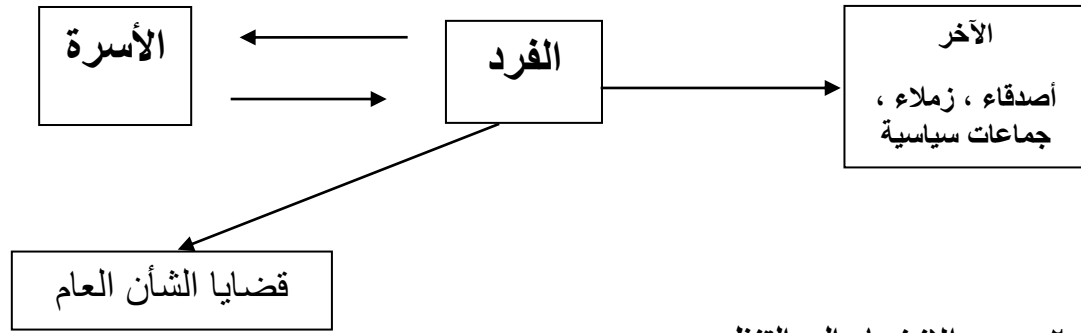 الآخر
أصدقاء ، زملاء ،
جماعات سياسية
الفرد
الأسرة
قضايا الشأن العام